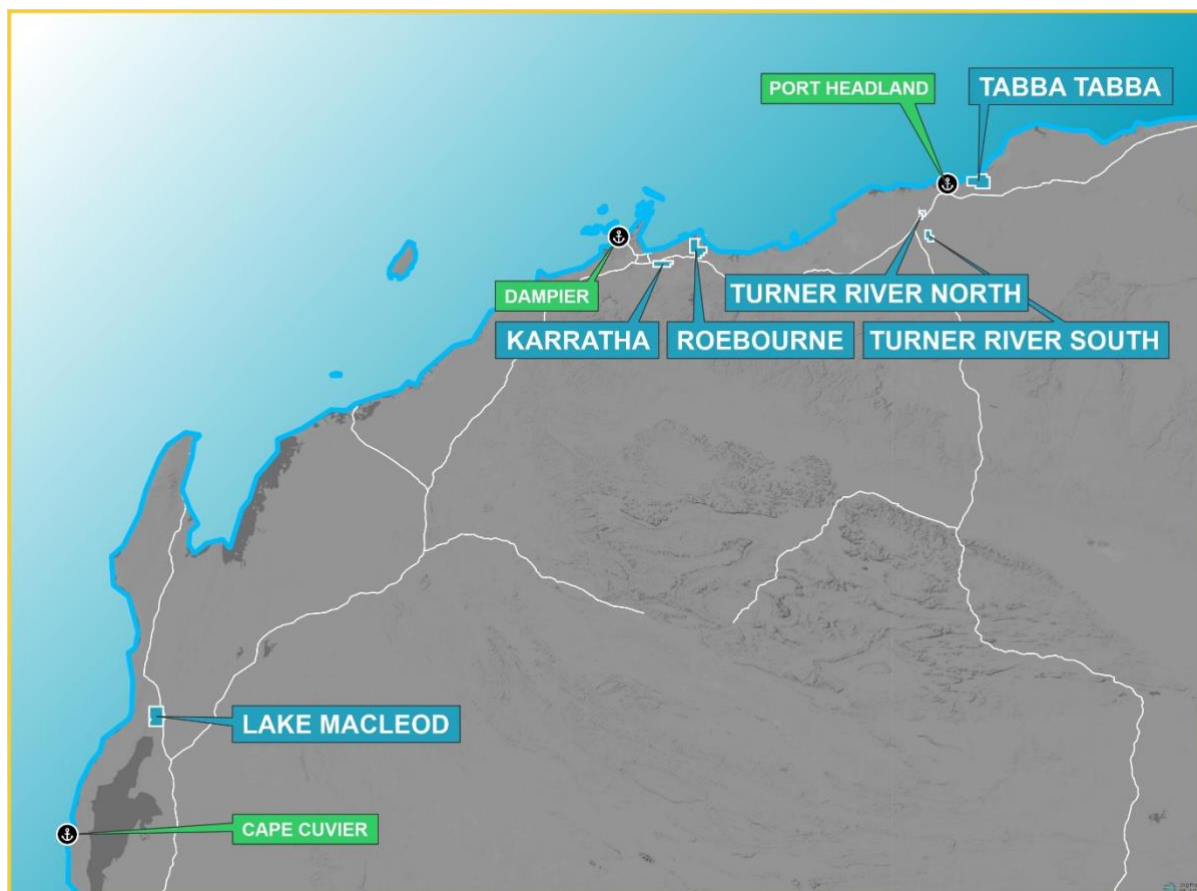 PORT HEADLAND
TABBA TABBA
DAMPIER
TURNER RIVER NORTH
KARRATHA
ROEBOURNE
TURNER RIVER SOUTH
LAKE MACLEOD
CAPE CUVIER